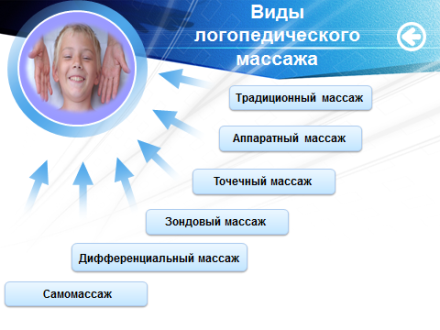 Виды
логопедического
массажа
Традиционный массаж
Аппаратный массаж
Точечный массаж
Зондовый массаж
Дифференциальный массаж
Самомассаж